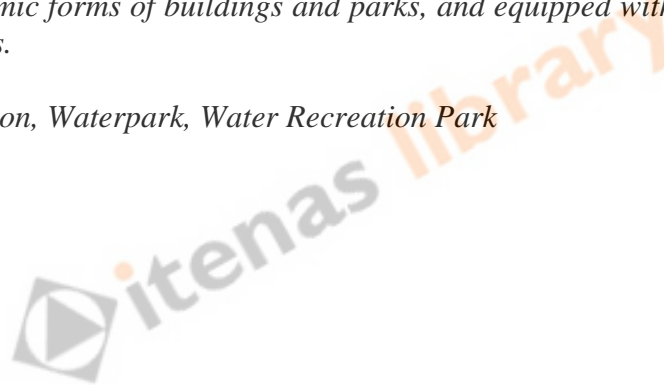 mic forms of buildings and parks, and equipped with
s.
on, Waterpark, Water Recreation Park
itenas library